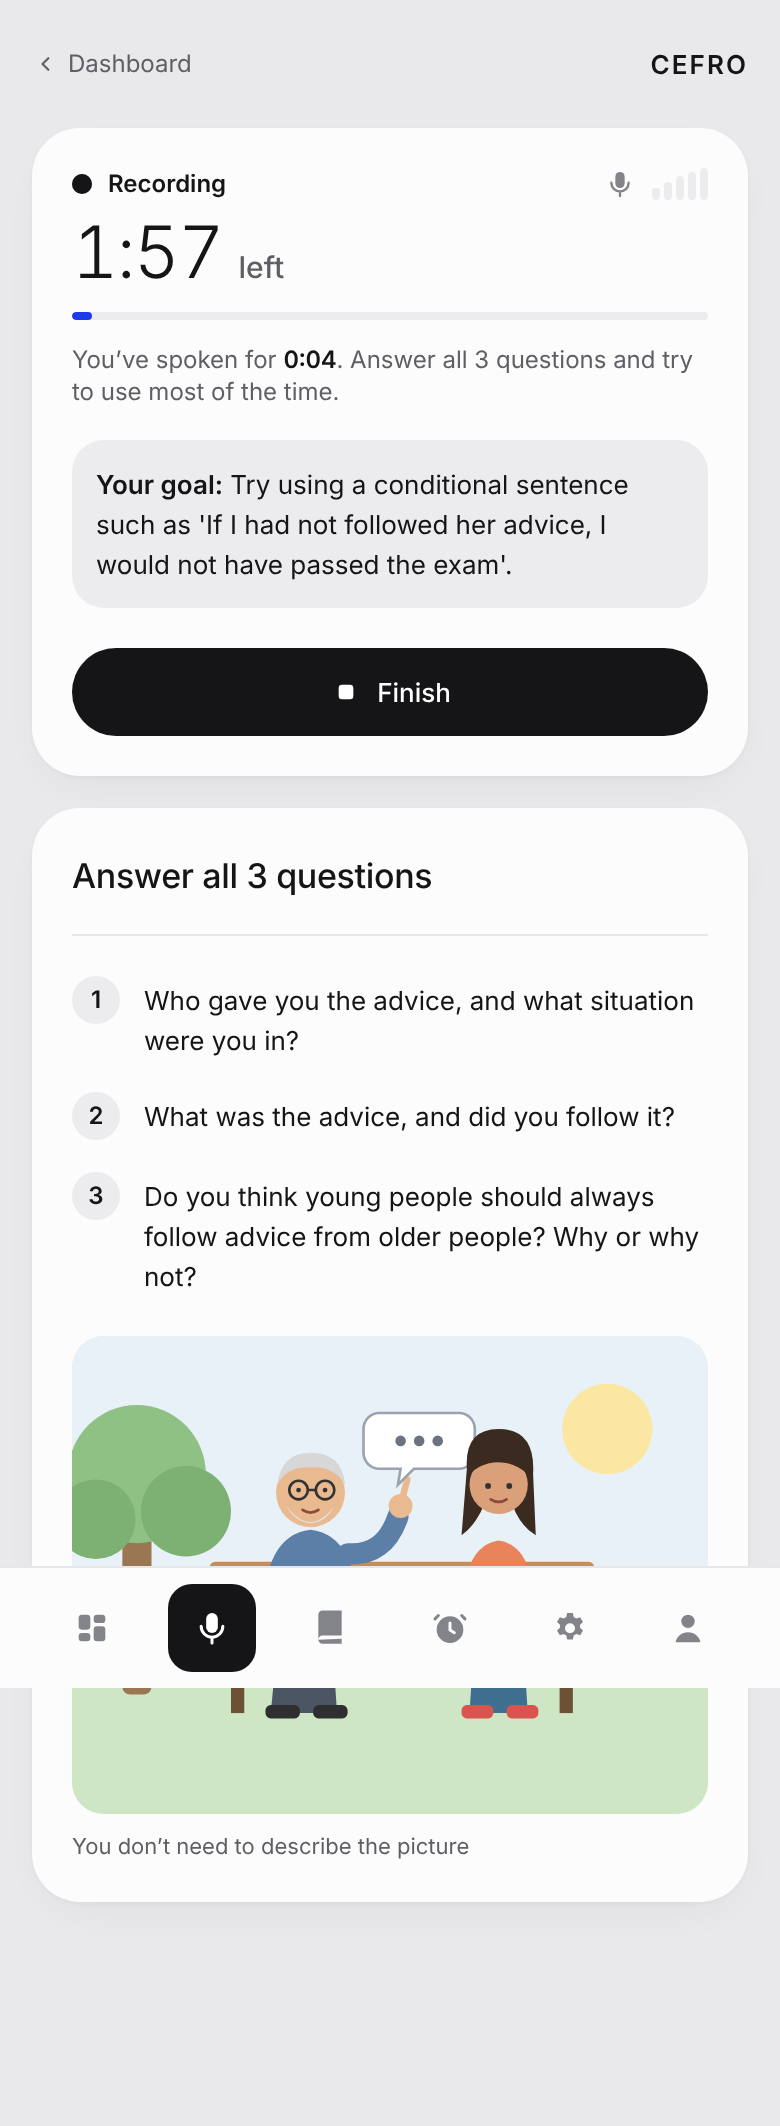 Dashboard
CEFRO
Recording
1:57 left
You’ve spoken for 0:04. Answer all 3 questions and try
to use most of the time.
Your goal: Try using a conditional sentence
such as 'If I had not followed her advice, I
would not have passed the exam'.
Finish
Answer all 3 questions
1 Who gave you the advice, and what situation
were you in?
2 What was the advice, and did you follow it?
3 Do you think young people should always
follow advice from older people? Why or why
not?
You don’t need to describe the picture